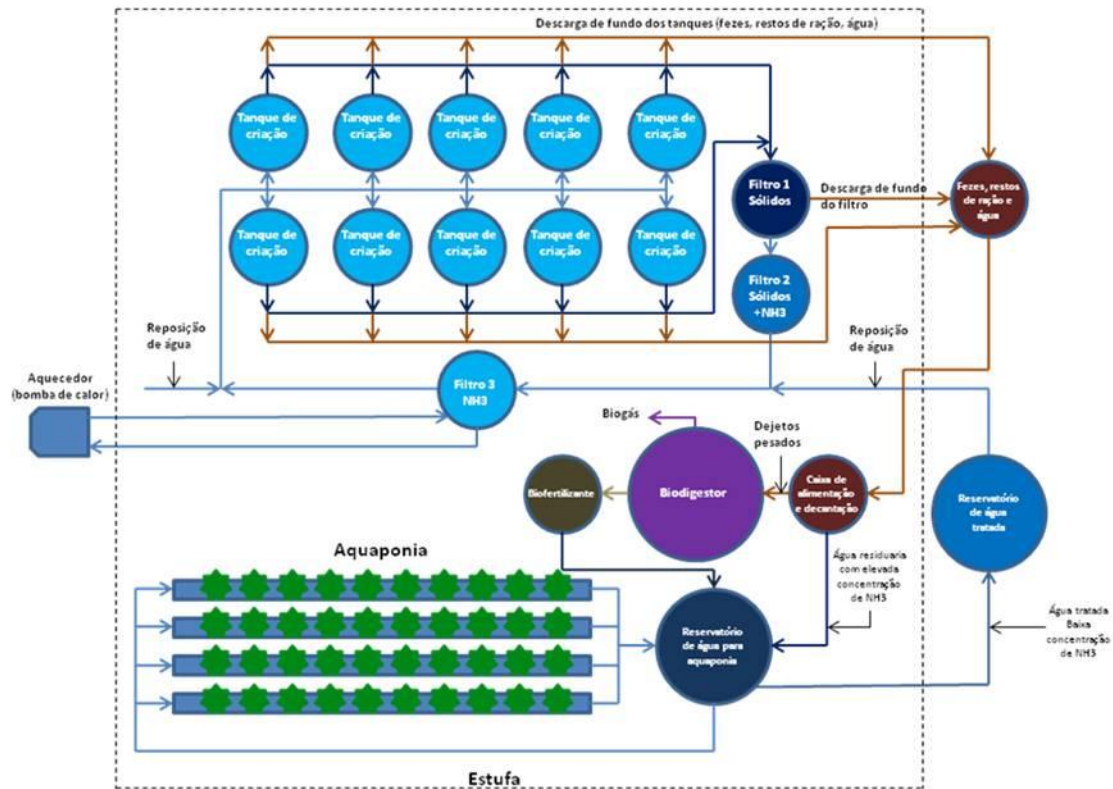 Descarga de fundo dos tanques (fezes, restos de ração, água)
Tanque de
criação
Tanque de
criação
Tanque de
criação
Tanque de
criação
Tanque de
criação
Filtro 1
Sólidos
Descarga de fundo
do filtro
Fezes, restos
de ração e
água
Tanque de
criação
Tanque de
criação
Tanque de
criação
Tanque de
criação
Tanque de
criação
Filtro 2
Sólidos
+NH3
Reposição
de água
Reposição
de água
Aquecedor
(bomba de calor)
Filtro 3
NH3
Biogás
Dejetos
pesados
Biofertilizante
Biodigestor
Caixa de
alimentação
e decantação
Reservatório
de água
tratada
Aquaponia
Água residuaria
com elevada
concentração
de NH3
Reservatório
de água para
aquaponia
Água tratada
Baixa
concentração
de NH3
Estufa